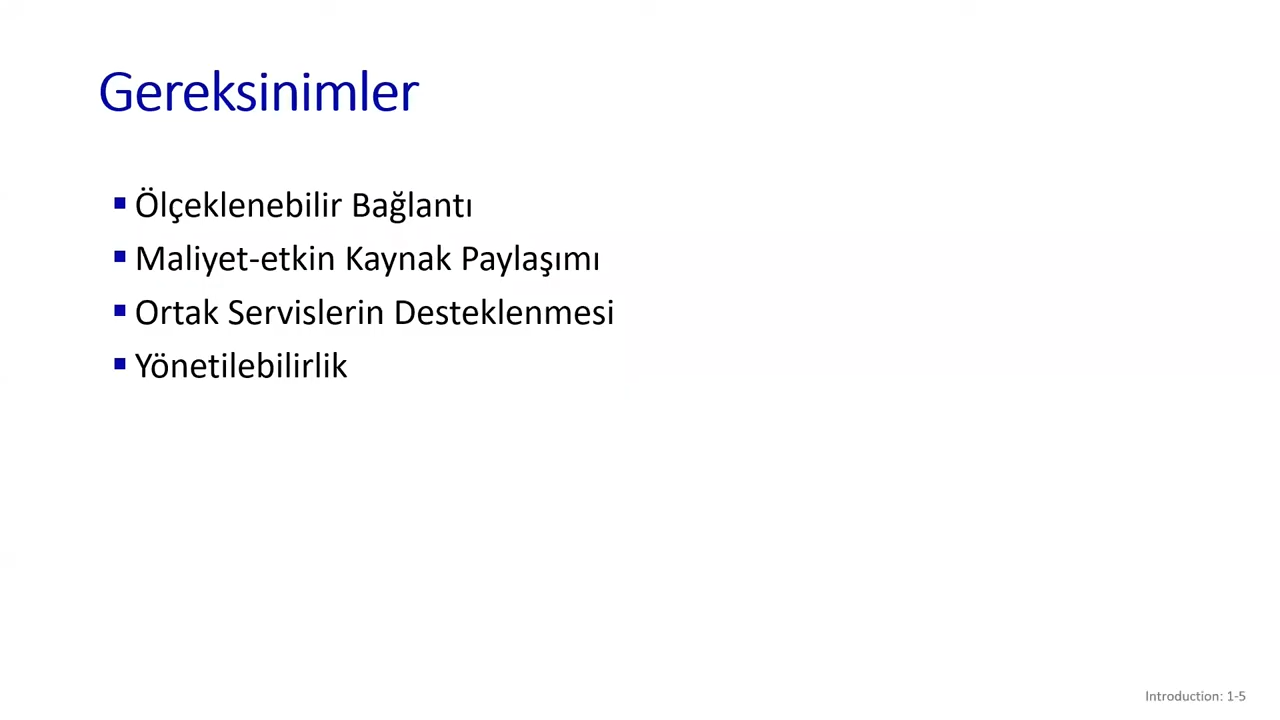 Gereksinimler
▪ Ölçeklenebilir Bağlantı
▪ Maliyet-etkin Kaynak Paylaşımı
▪ Ortak Servislerin Desteklenmesi
▪ Yönetilebilirlik
Introduction: 1-5